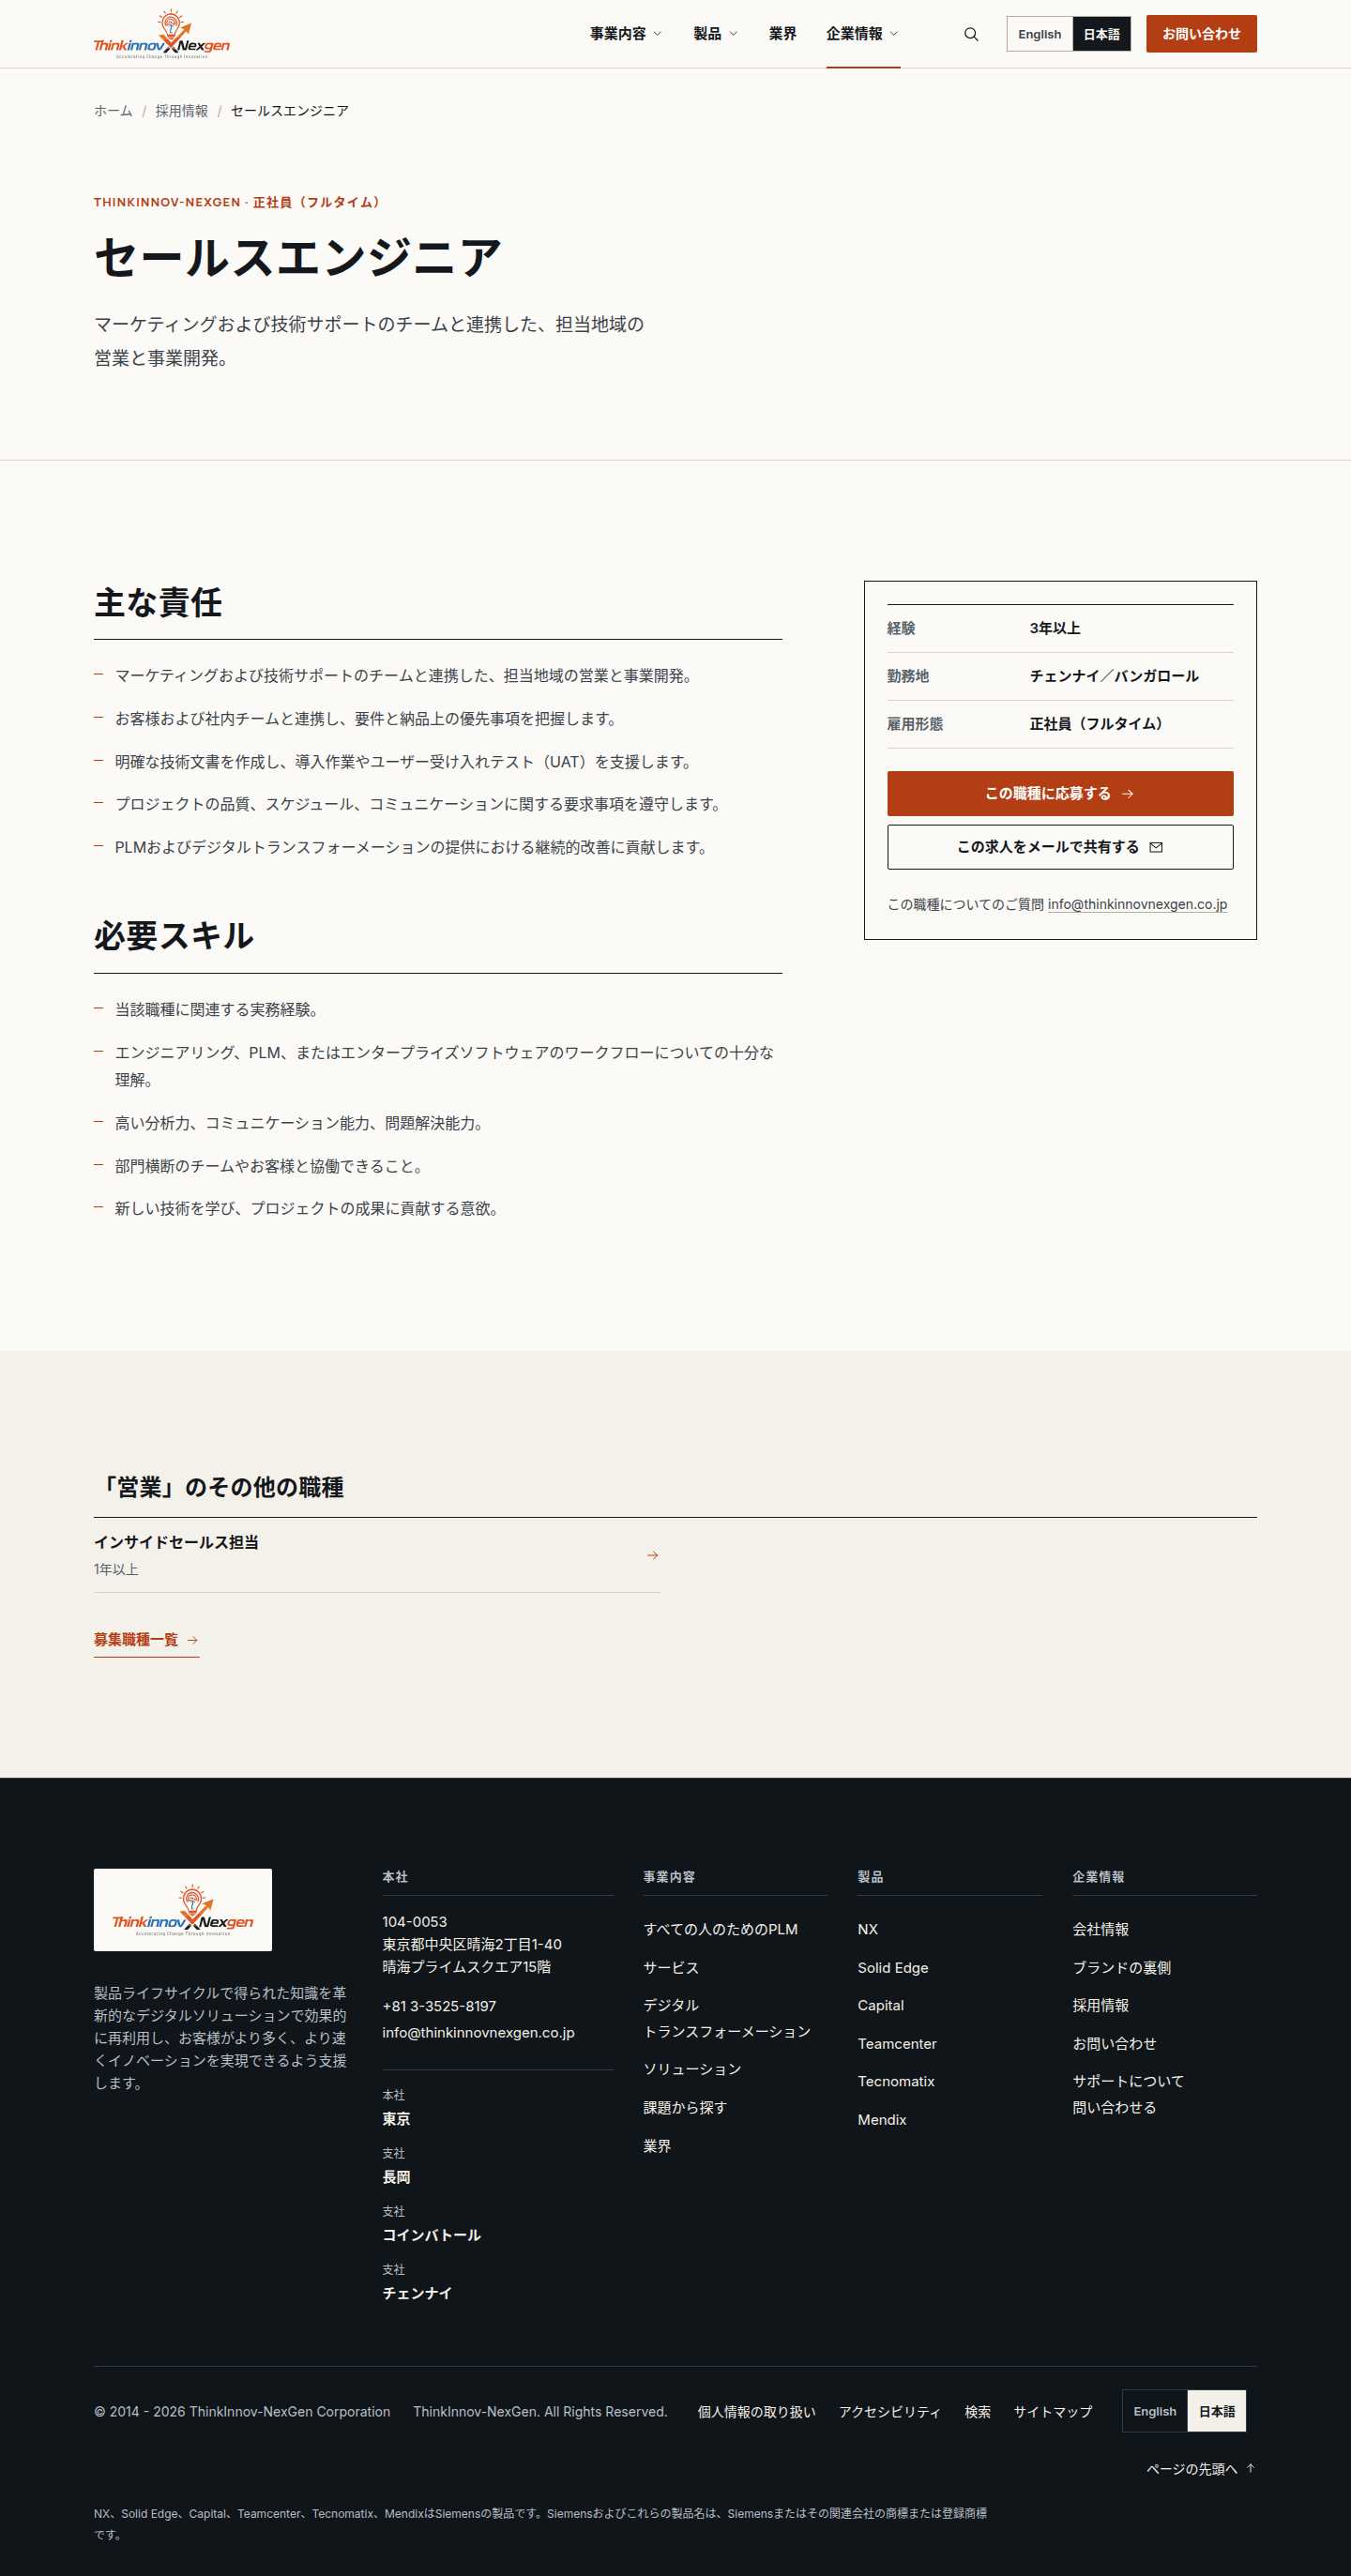 ThinkinnovXNexgen
Accelerating Change Through Innovation
事業内容 製品 業界 企業情報 English 日本語 お問い合わせ
ホーム / 採用情報 / セールスエンジニア
THINKINNOV-NEXGEN · 正社員（フルタイム）
セールスエンジニア
マーケティングおよび技術サポートのチームと連携した、担当地域の
営業と事業開発。
主な責任
マーケティングおよび技術サポートのチームと連携した、担当地域の営業と事業開発。
お客様および社内チームと連携し、要件と納品上の優先事項を把握します。
明確な技術文書を作成し、導入作業やユーザー受け入れテスト（UAT）を支援します。
プロジェクトの品質、スケジュール、コミュニケーションに関する要求事項を遵守します。
PLMおよびデジタルトランスフォーメーションの提供における継続的改善に貢献します。
経験 3年以上
勤務地 チェンナイ／バンガロール
雇用形態 正社員（フルタイム）
この職種に応募する →
この求人をメールで共有する
この職種についてのご質問 info@thinkinnovnexgen.co.jp
必要スキル
当該職種に関連する実務経験。
エンジニアリング、PLM、またはエンタープライズソフトウェアのワークフローについての十分な
理解。
高い分析力、コミュニケーション能力、問題解決能力。
部門横断のチームやお客様と協働できること。
新しい技術を学び、プロジェクトの成果に貢献する意欲。
「営業」のその他の職種
インサイドセールス担当
1年以上
→
募集職種一覧 →
ThinkinnovXNexgen
Accelerating Change Through Innovation
製品ライフサイクルで得られた知識を革
新的なデジタルソリューションで効果的
に再利用し、お客様がより多く、より速
くイノベーションを実現できるよう支援
します。
本社
104-0053
東京都中央区晴海2丁目1-40
晴海プライムスクエア15階
+81 3-3525-8197
info@thinkinnovnexgen.co.jp
本社
東京
支社
長岡
支社
コインバトール
支社
チェンナイ
事業内容
すべての人のためのPLM
サービス
デジタル
トランスフォーメーション
ソリューション
課題から探す
業界
製品
NX
Solid Edge
Capital
Teamcenter
Tecnomatix
Mendix
企業情報
会社情報
ブランドの裏側
採用情報
お問い合わせ
サポートについて
問い合わせる
© 2014 - 2026 ThinkInnov-NexGen Corporation ThinkInnov-NexGen. All Rights Reserved. 個人情報の取り扱い アクセシビリティ 検索 サイトマップ English 日本語
ページの先頭へ ↑
NX、Solid Edge、Capital、Teamcenter、Tecnomatix、MendixはSiemensの製品です。Siemensおよびこれらの製品名は、Siemensまたはその関連会社の商標または登録商標
です。